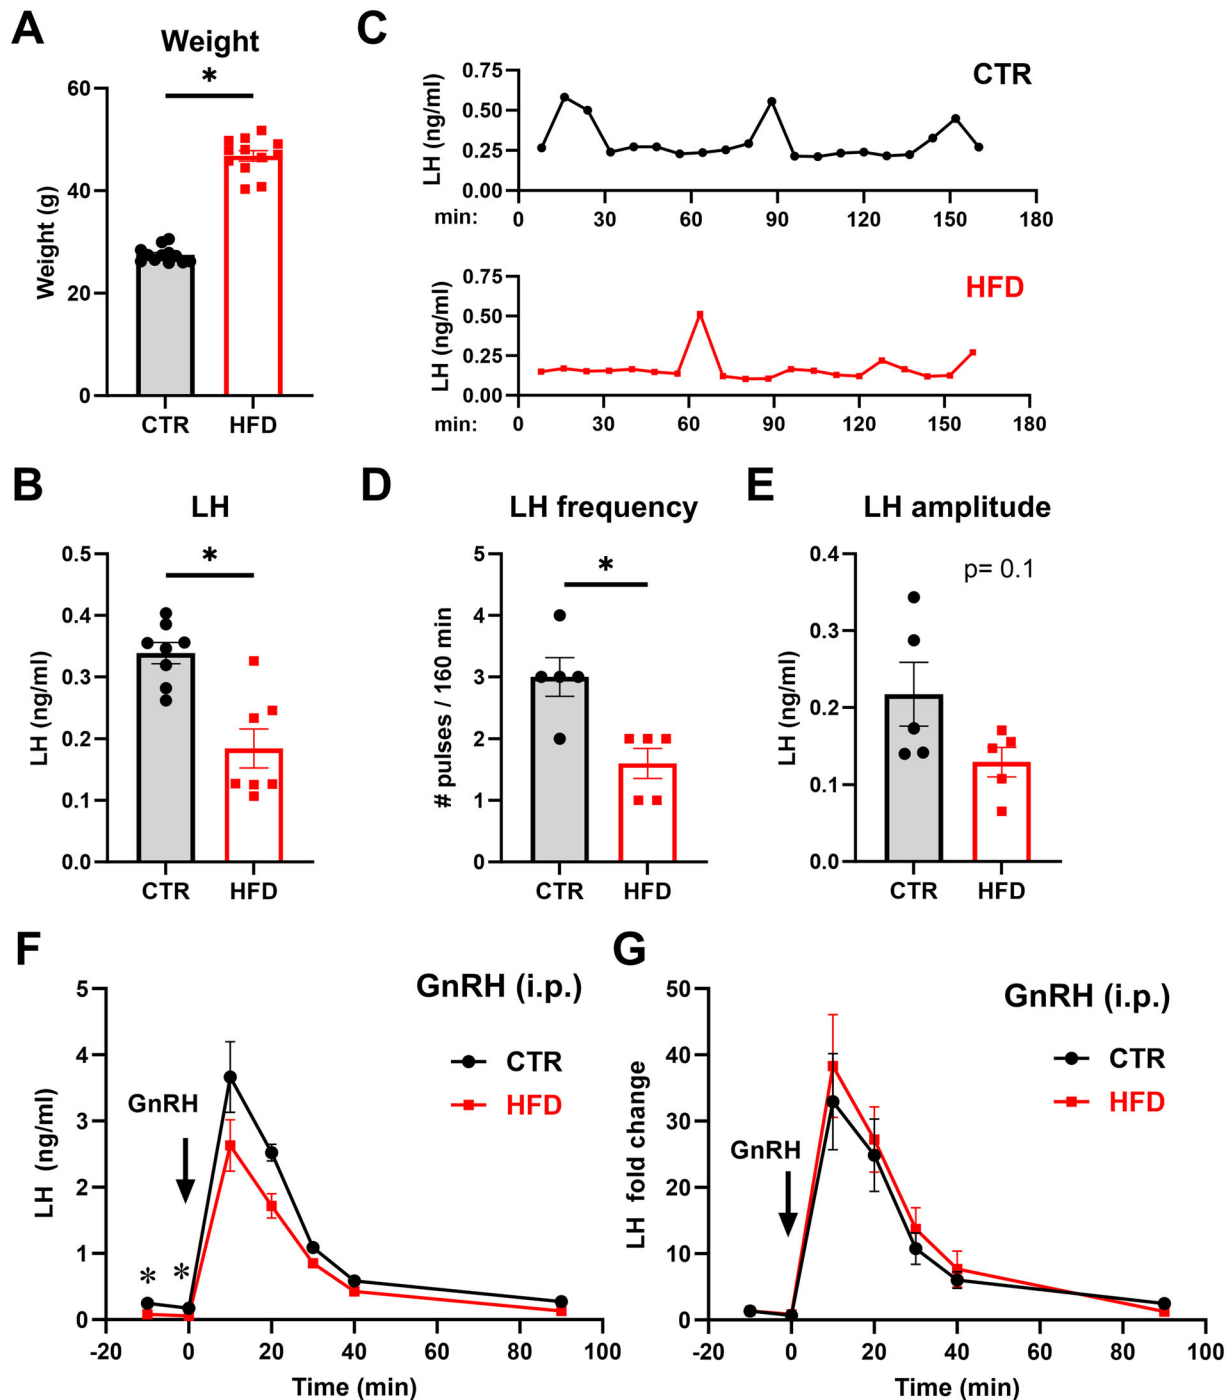 A
Weight
*
Weight (g)
60
40
20
0
CTR
HFD
C
CTR
LH (ng/ml)
0.75
0.50
0.25
0.00
min:
0
30
60
90
120
150
180
HFD
LH (ng/ml)
0.75
0.50
0.25
0.00
min:
0
30
60
90
120
150
180
B
LH
*
LH (ng/ml)
0.5
0.4
0.3
0.2
0.1
0.0
CTR
HFD
D
LH frequency
*
# pulses / 160 min
5
4
3
2
1
0
CTR
HFD
E
LH amplitude
p= 0.1
LH (ng/ml)
0.4
0.3
0.2
0.1
0.0
CTR
HFD
F
GnRH (i.p.)
CTR
HFD
GnRH
* *
LH (ng/ml)
5
4
3
2
1
0
-20
0
20
40
60
80
100
Time (min)
G
GnRH (i.p.)
CTR
HFD
GnRH
LH fold change
50
40
30
20
10
0
-20
0
20
40
60
80
100
Time (min)